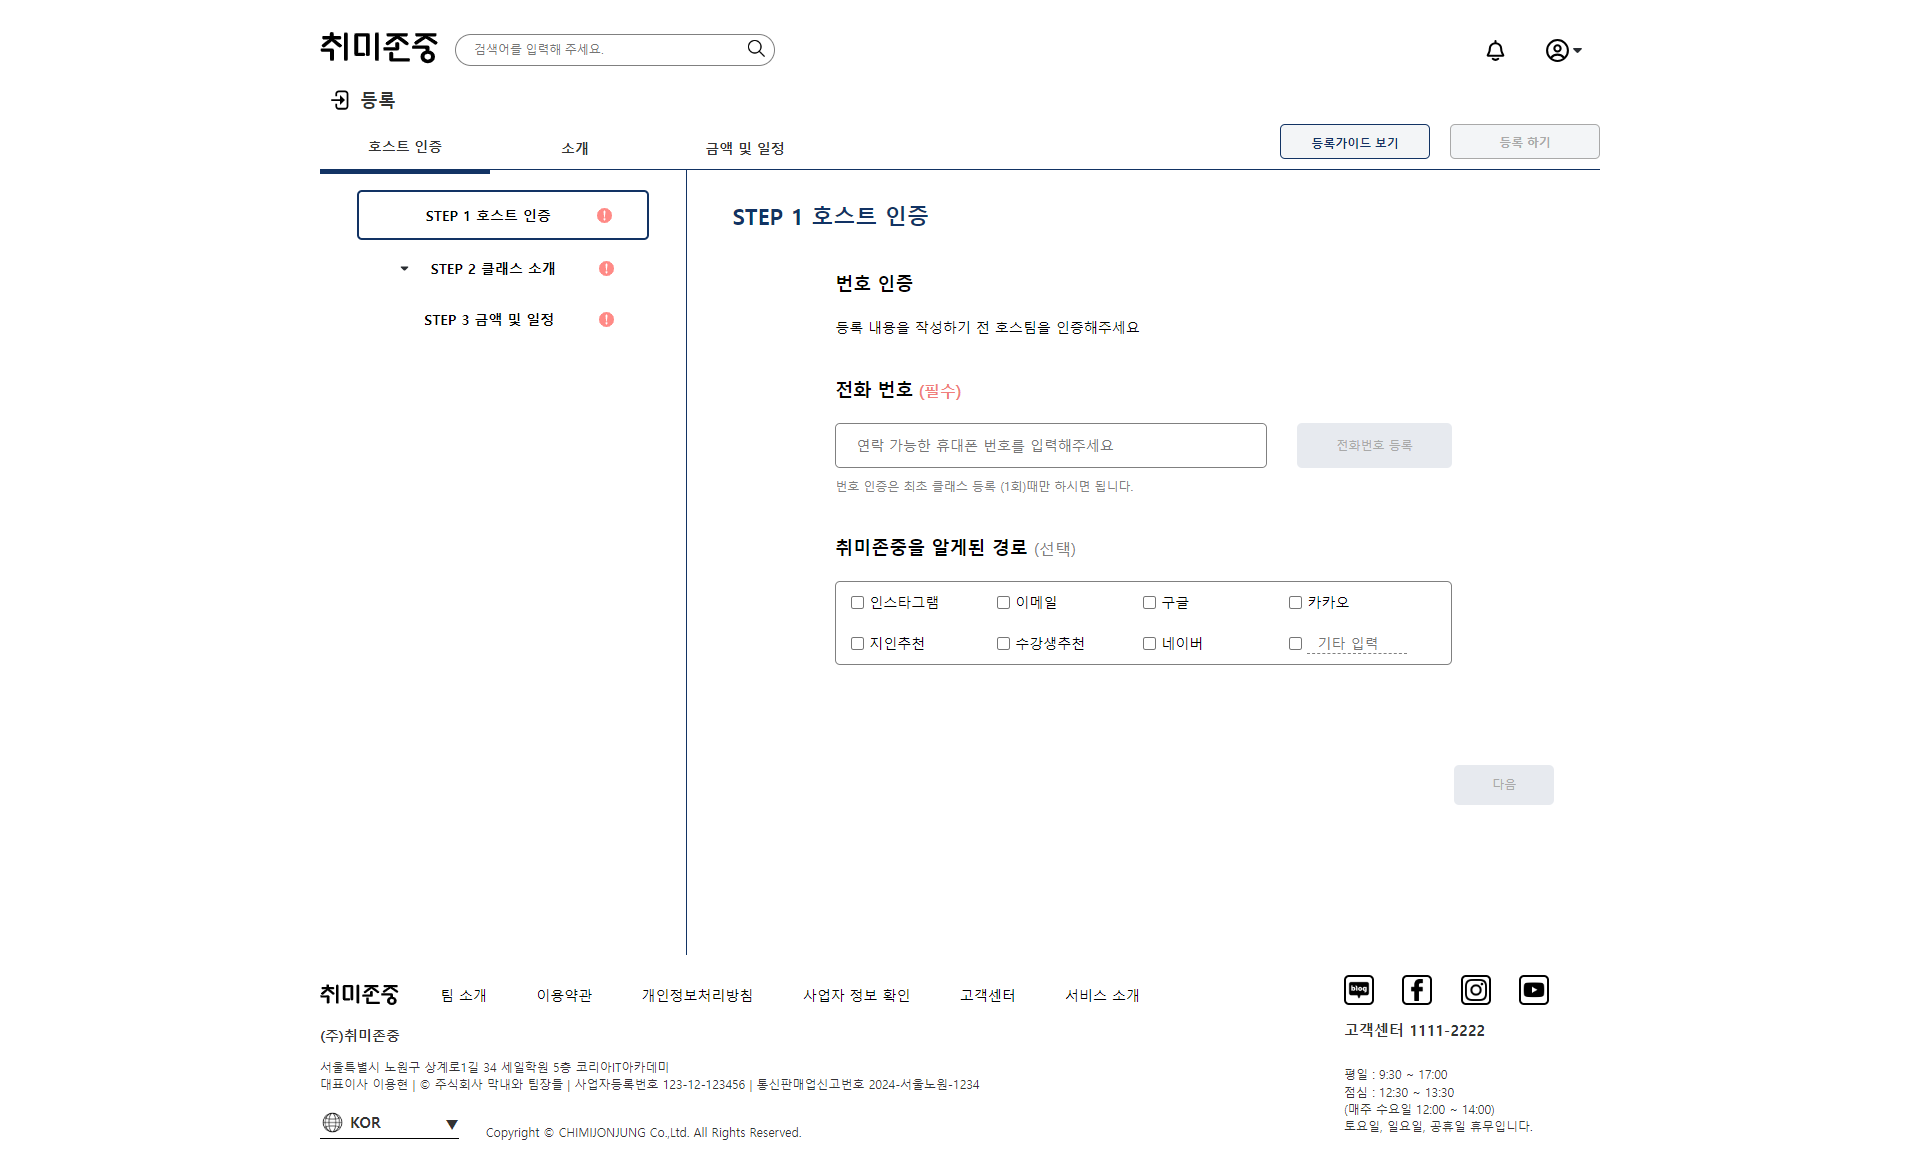 취미존중
검색어를 입력해 주세요.
등록
호스트 인증
소개
금액 및 일정
등록가이드 보기
등록 하기
STEP 1 호스트 인증
STEP 2 클래스 소개
STEP 3 금액 및 일정
STEP 1 호스트 인증
번호 인증
등록 내용을 작성하기 전 호스팀을 인증해주세요
전화 번호 (필수)
연락 가능한 휴대폰 번호를 입력해주세요
전화번호 등록
번호 인증은 최초 클래스 등록 (1회)때만 하시면 됩니다.
취미존중을 알게된 경로 (선택)
인스타그램 이메일 구글 카카오
지인추천 수강생추천 네이버 기타 입력
다음
취미존중 팀 소개 이용약관 개인정보처리방침 사업자 정보 확인 고객센터 서비스 소개
(주)취미존중
서울특별시 노원구 상계로1길 34 세일학원 5층 코리아IT아카데미
대표이사 이용현 | © 주식회사 막내와 팀장들 | 사업자등록번호 123-12-123456 | 통신판매업신고번호 2024-서울노원-1234
KOR
Copyright © CHIMIJONJUNG Co.,Ltd. All Rights Reserved.
blog
고객센터 1111-2222
평일 : 9:30 ~ 17:00
점심 : 12:30 ~ 13:30
(매주 수요일 12:00 ~ 14:00)
토요일, 일요일, 공휴일 휴무입니다.